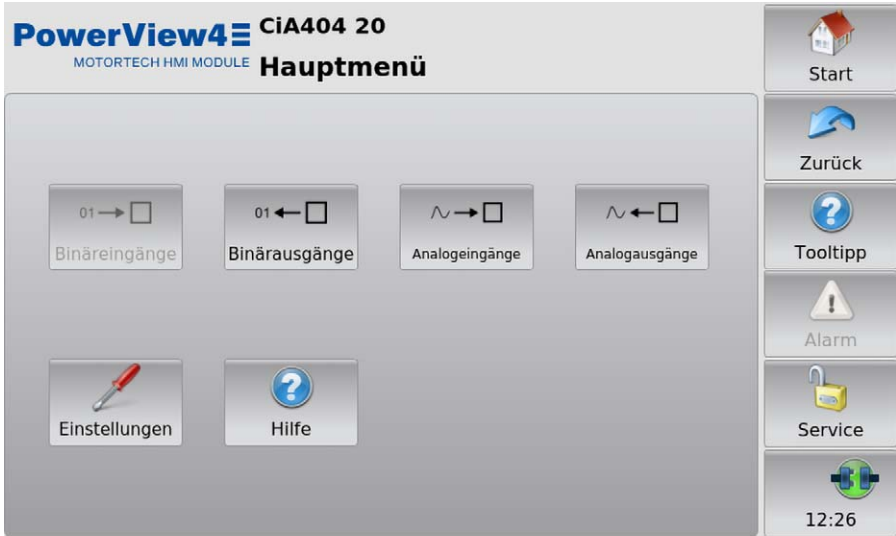 PowerView4
MOTORTECH HMI MODULE
CiA404 20
Hauptmenü
01
Binäreingänge
01
Binärausgänge
Analogeingänge
Analogausgänge
Einstellungen
Hilfe
Start
Zurück
Tooltipp
Alarm
Service
12:26